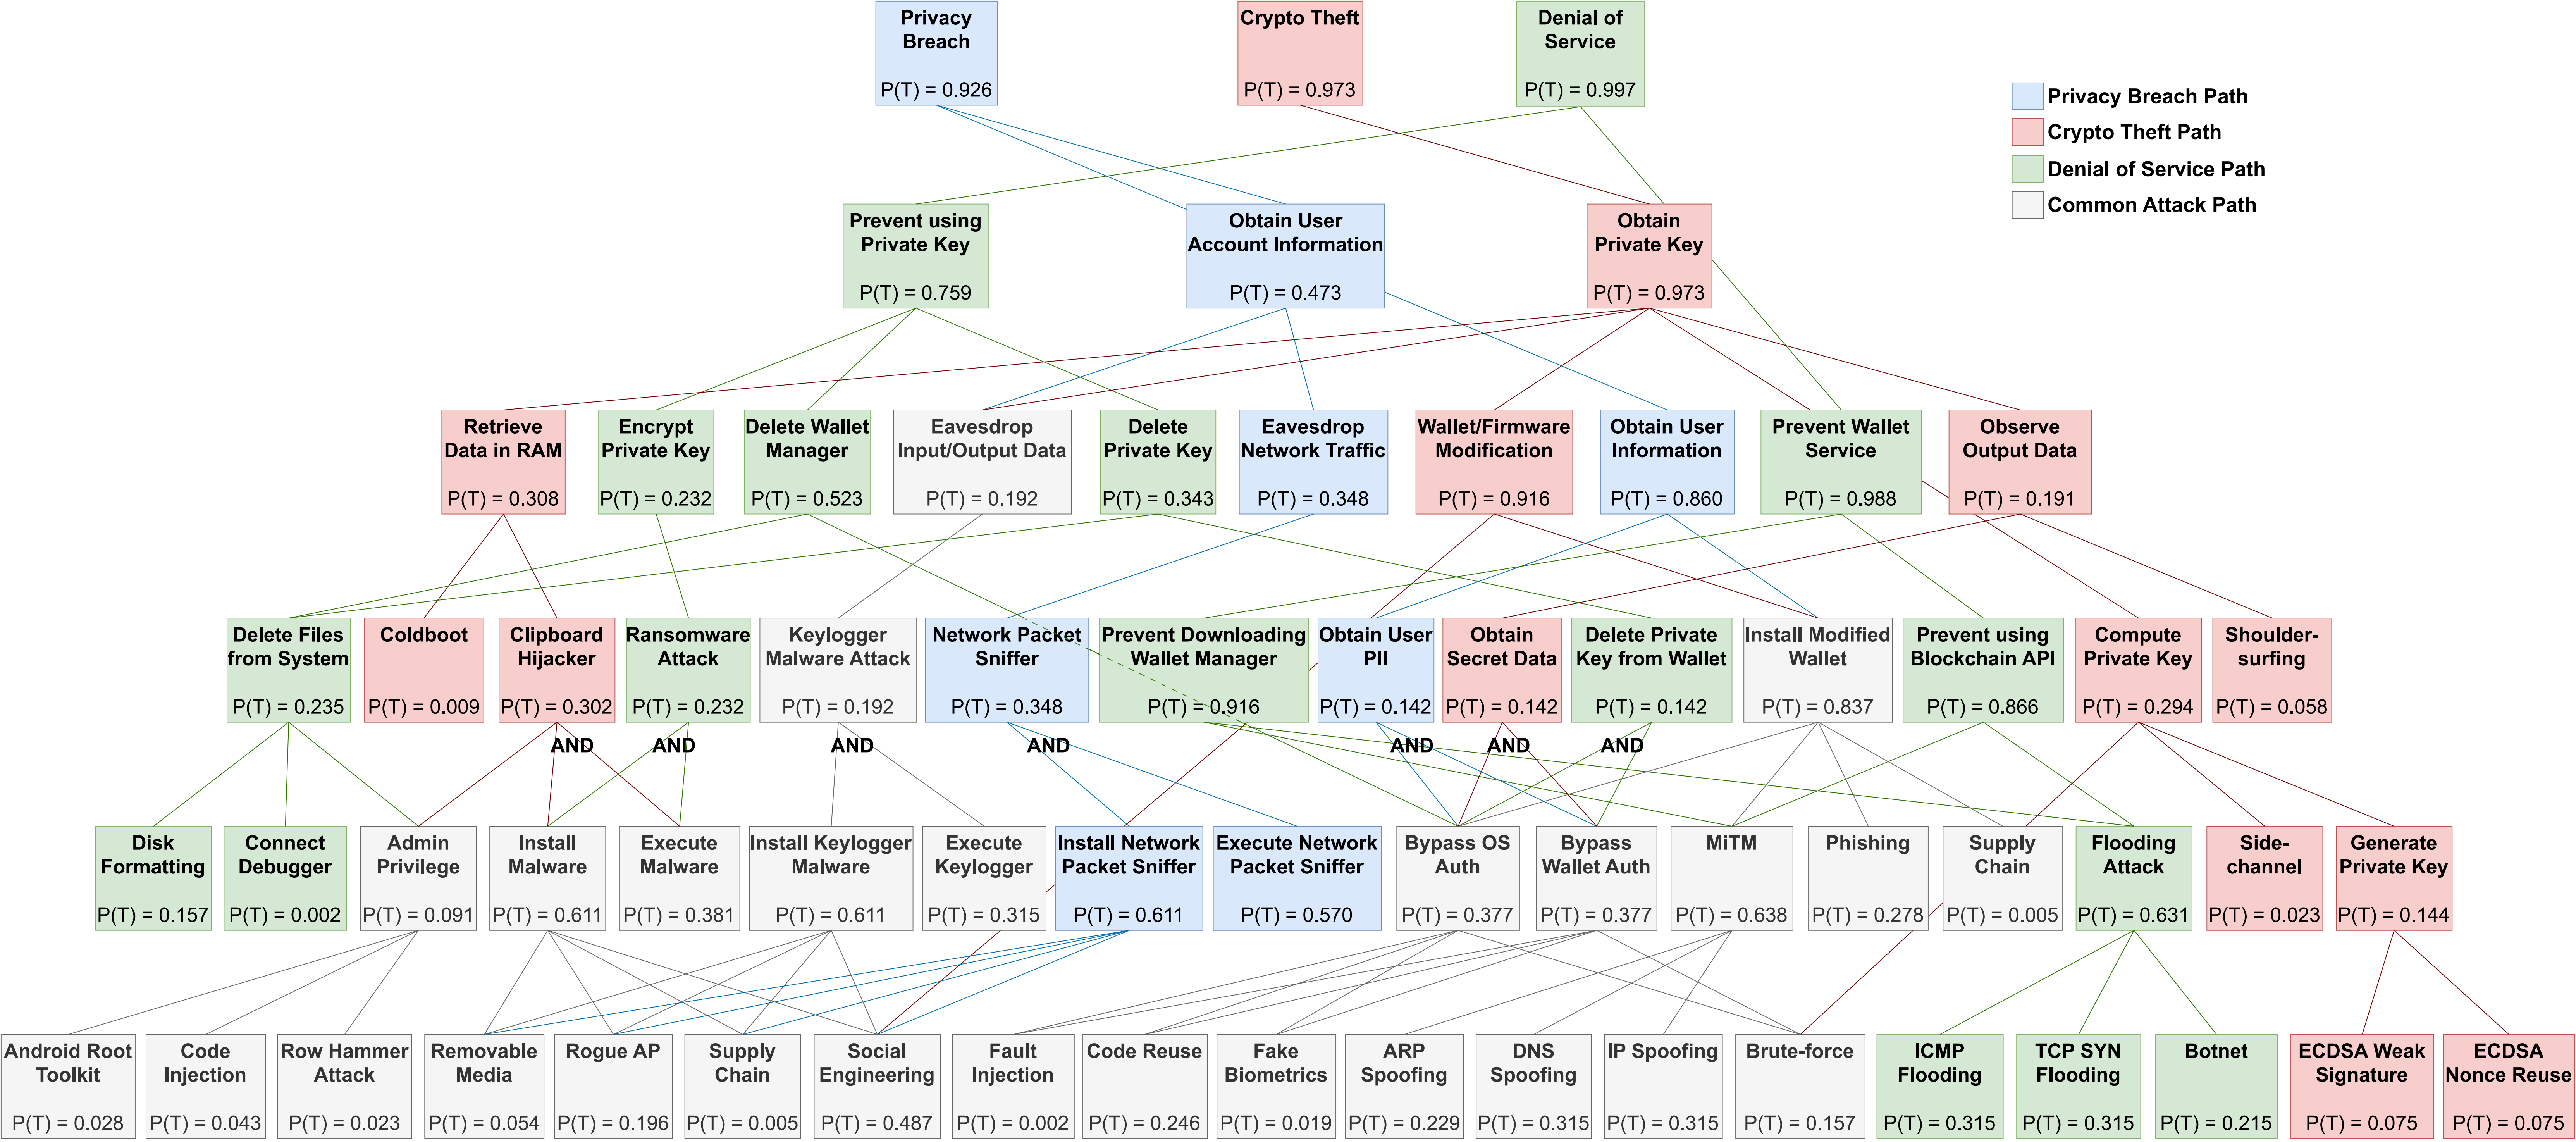 Privacy
Breach
P(T) = 0.926
Crypto Theft
P(T) = 0.973
Denial of
Service
P(T) = 0.997
Privacy Breach Path
Crypto Theft Path
Denial of Service Path
Common Attack Path
Prevent using
Private Key
P(T) = 0.759
Obtain User
Account Information
P(T) = 0.473
Obtain
Private Key
P(T) = 0.973
Retrieve
Data in RAM
P(T) = 0.308
Encrypt
Private Key
P(T) = 0.232
Delete Wallet
Manager
P(T) = 0.523
Eavesdrop
Input/Output Data
P(T) = 0.192
Delete
Private Key
P(T) = 0.343
Eavesdrop
Network Traffic
P(T) = 0.348
Wallet/Firmware
Modification
P(T) = 0.916
Obtain User
Information
P(T) = 0.860
Prevent Wallet
Service
P(T) = 0.988
Observe
Output Data
P(T) = 0.191
Delete Files
from System
P(T) = 0.235
Coldboot
P(T) = 0.009
Clipboard
Hijacker
P(T) = 0.302
Ransomware
Attack
P(T) = 0.232
Keylogger
Malware Attack
P(T) = 0.192
Network Packet
Sniffer
P(T) = 0.348
Prevent Downloading
Wallet Manager
P(T) = 0.916
Obtain User
PII
P(T) = 0.142
Obtain
Secret Data
P(T) = 0.142
Delete Private
Key from Wallet
P(T) = 0.142
Install Modified
Wallet
P(T) = 0.837
Prevent using
Blockchain API
P(T) = 0.866
Compute
Private Key
P(T) = 0.294
Shoulder-
surfing
P(T) = 0.058
AND
AND
AND
AND
AND
AND
AND
Disk
Formatting
P(T) = 0.157
Connect
Debugger
P(T) = 0.002
Admin
Privilege
P(T) = 0.091
Install
Malware
P(T) = 0.611
Execute
Malware
P(T) = 0.381
Install Keylogger
Malware
P(T) = 0.611
Execute
Keylogger
P(T) = 0.315
Install Network
Packet Sniffer
P(T) = 0.611
Execute Network
Packet Sniffer
P(T) = 0.570
Bypass OS
Auth
P(T) = 0.377
Bypass
Wallet Auth
P(T) = 0.377
MiTM
P(T) = 0.638
Phishing
P(T) = 0.278
Supply
Chain
P(T) = 0.005
Flooding
Attack
P(T) = 0.631
Side-
channel
P(T) = 0.023
Generate
Private Key
P(T) = 0.144
Android Root
Toolkit
P(T) = 0.028
Code
Injection
P(T) = 0.043
Row Hammer
Attack
P(T) = 0.023
Removable
Media
P(T) = 0.054
Rogue AP
P(T) = 0.196
Supply
Chain
P(T) = 0.005
Social
Engineering
P(T) = 0.487
Fault
Injection
P(T) = 0.002
Code Reuse
P(T) = 0.246
Fake
Biometrics
P(T) = 0.019
ARP
Spoofing
P(T) = 0.229
DNS
Spoofing
P(T) = 0.315
IP Spoofing
P(T) = 0.315
Brute-force
P(T) = 0.157
ICMP
Flooding
P(T) = 0.315
TCP SYN
Flooding
P(T) = 0.315
Botnet
P(T) = 0.215
ECDSA Weak
Signature
P(T) = 0.075
ECDSA
Nonce Reuse
P(T) = 0.075